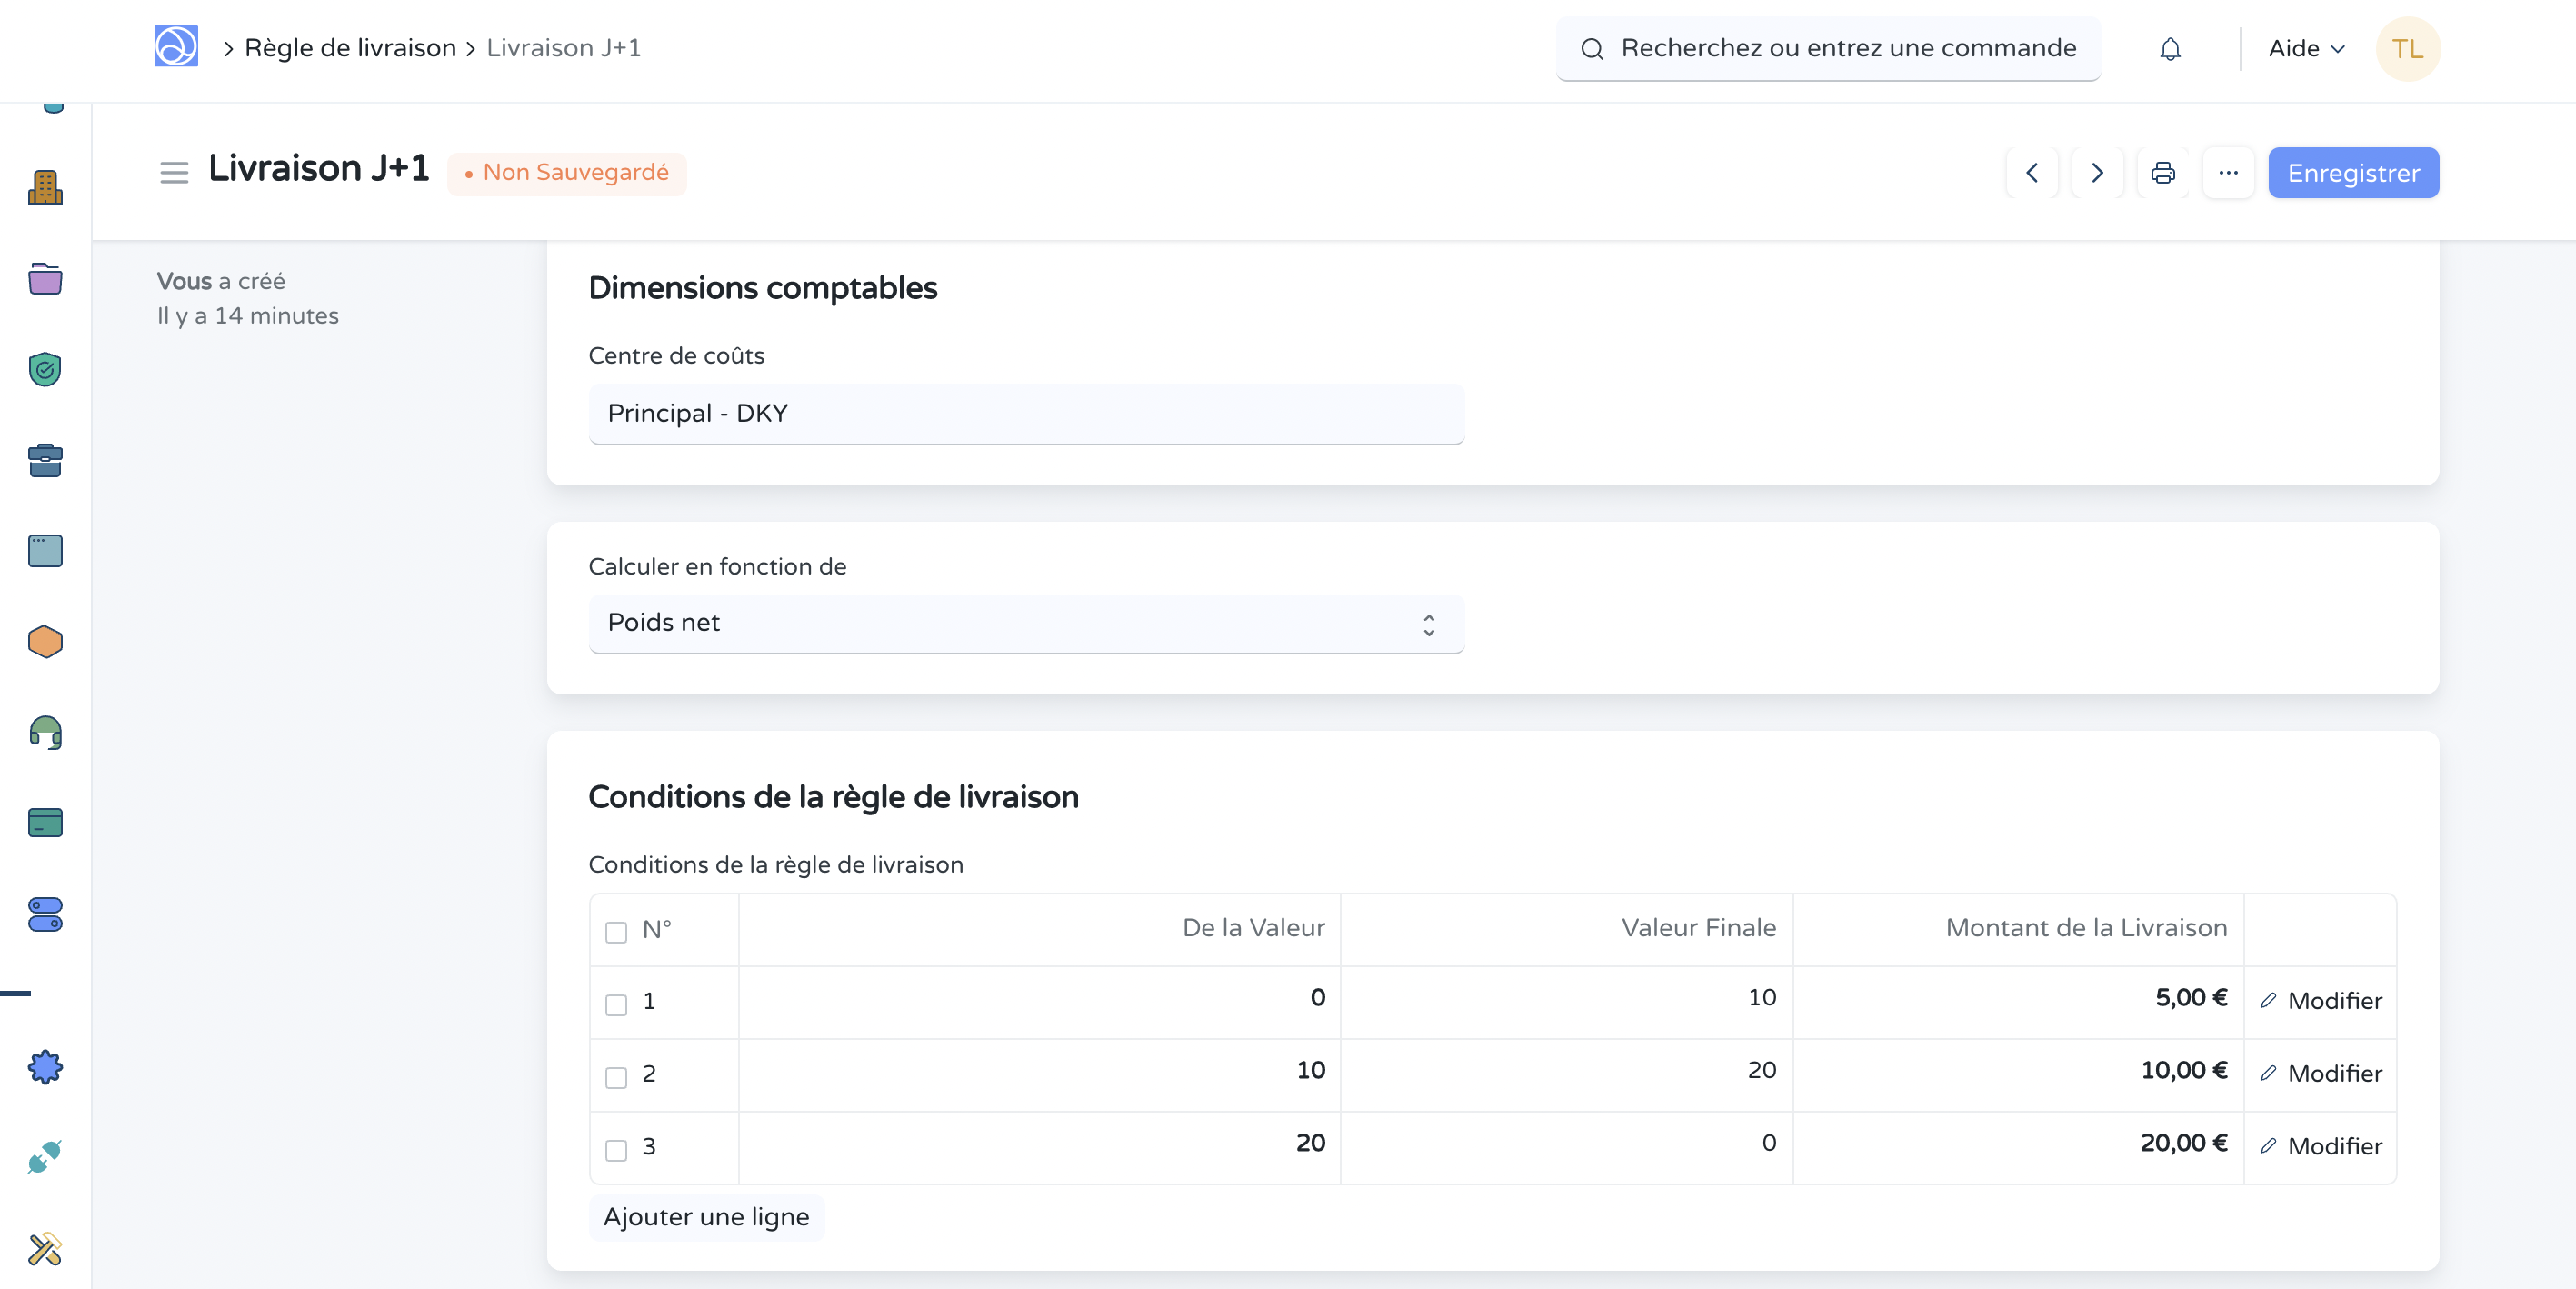 Règle de livraison
Livraison J+1
Recherchez ou entrez une commande
Aide
TL
Livraison J+1
Non Sauvegardé
Enregistrer
Vous a créé
Il y a 14 minutes
Dimensions comptables
Centre de coûts
Principal - DKY
Calculer en fonction de
Poids net
Conditions de la règle de livraison
Conditions de la règle de livraison
N° De la Valeur Valeur Finale Montant de la Livraison
1 0 10 5,00 € Modifier
2 10 20 10,00 € Modifier
3 20 0 20,00 € Modifier
Ajouter une ligne